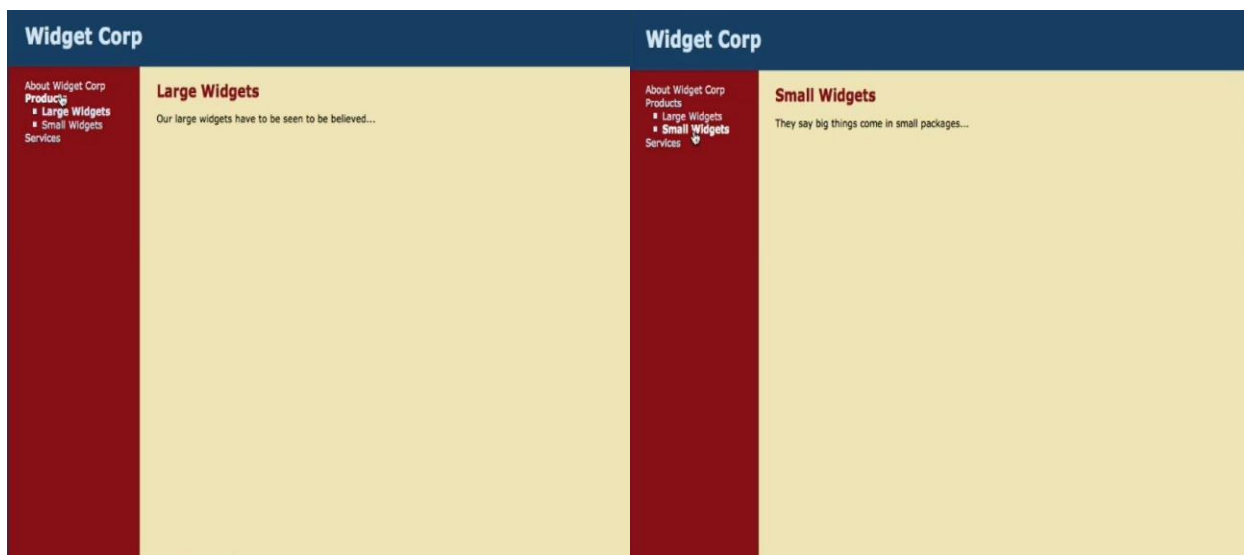 Widget Corp
About Widget Corp
Products
Large Widgets
Small Widgets
Services
Large Widgets
Our large widgets have to be seen to be believed...
Widget Corp
About Widget Corp
Products
Large Widgets
Small Widgets
Services
Small Widgets
They say big things come in small packages...